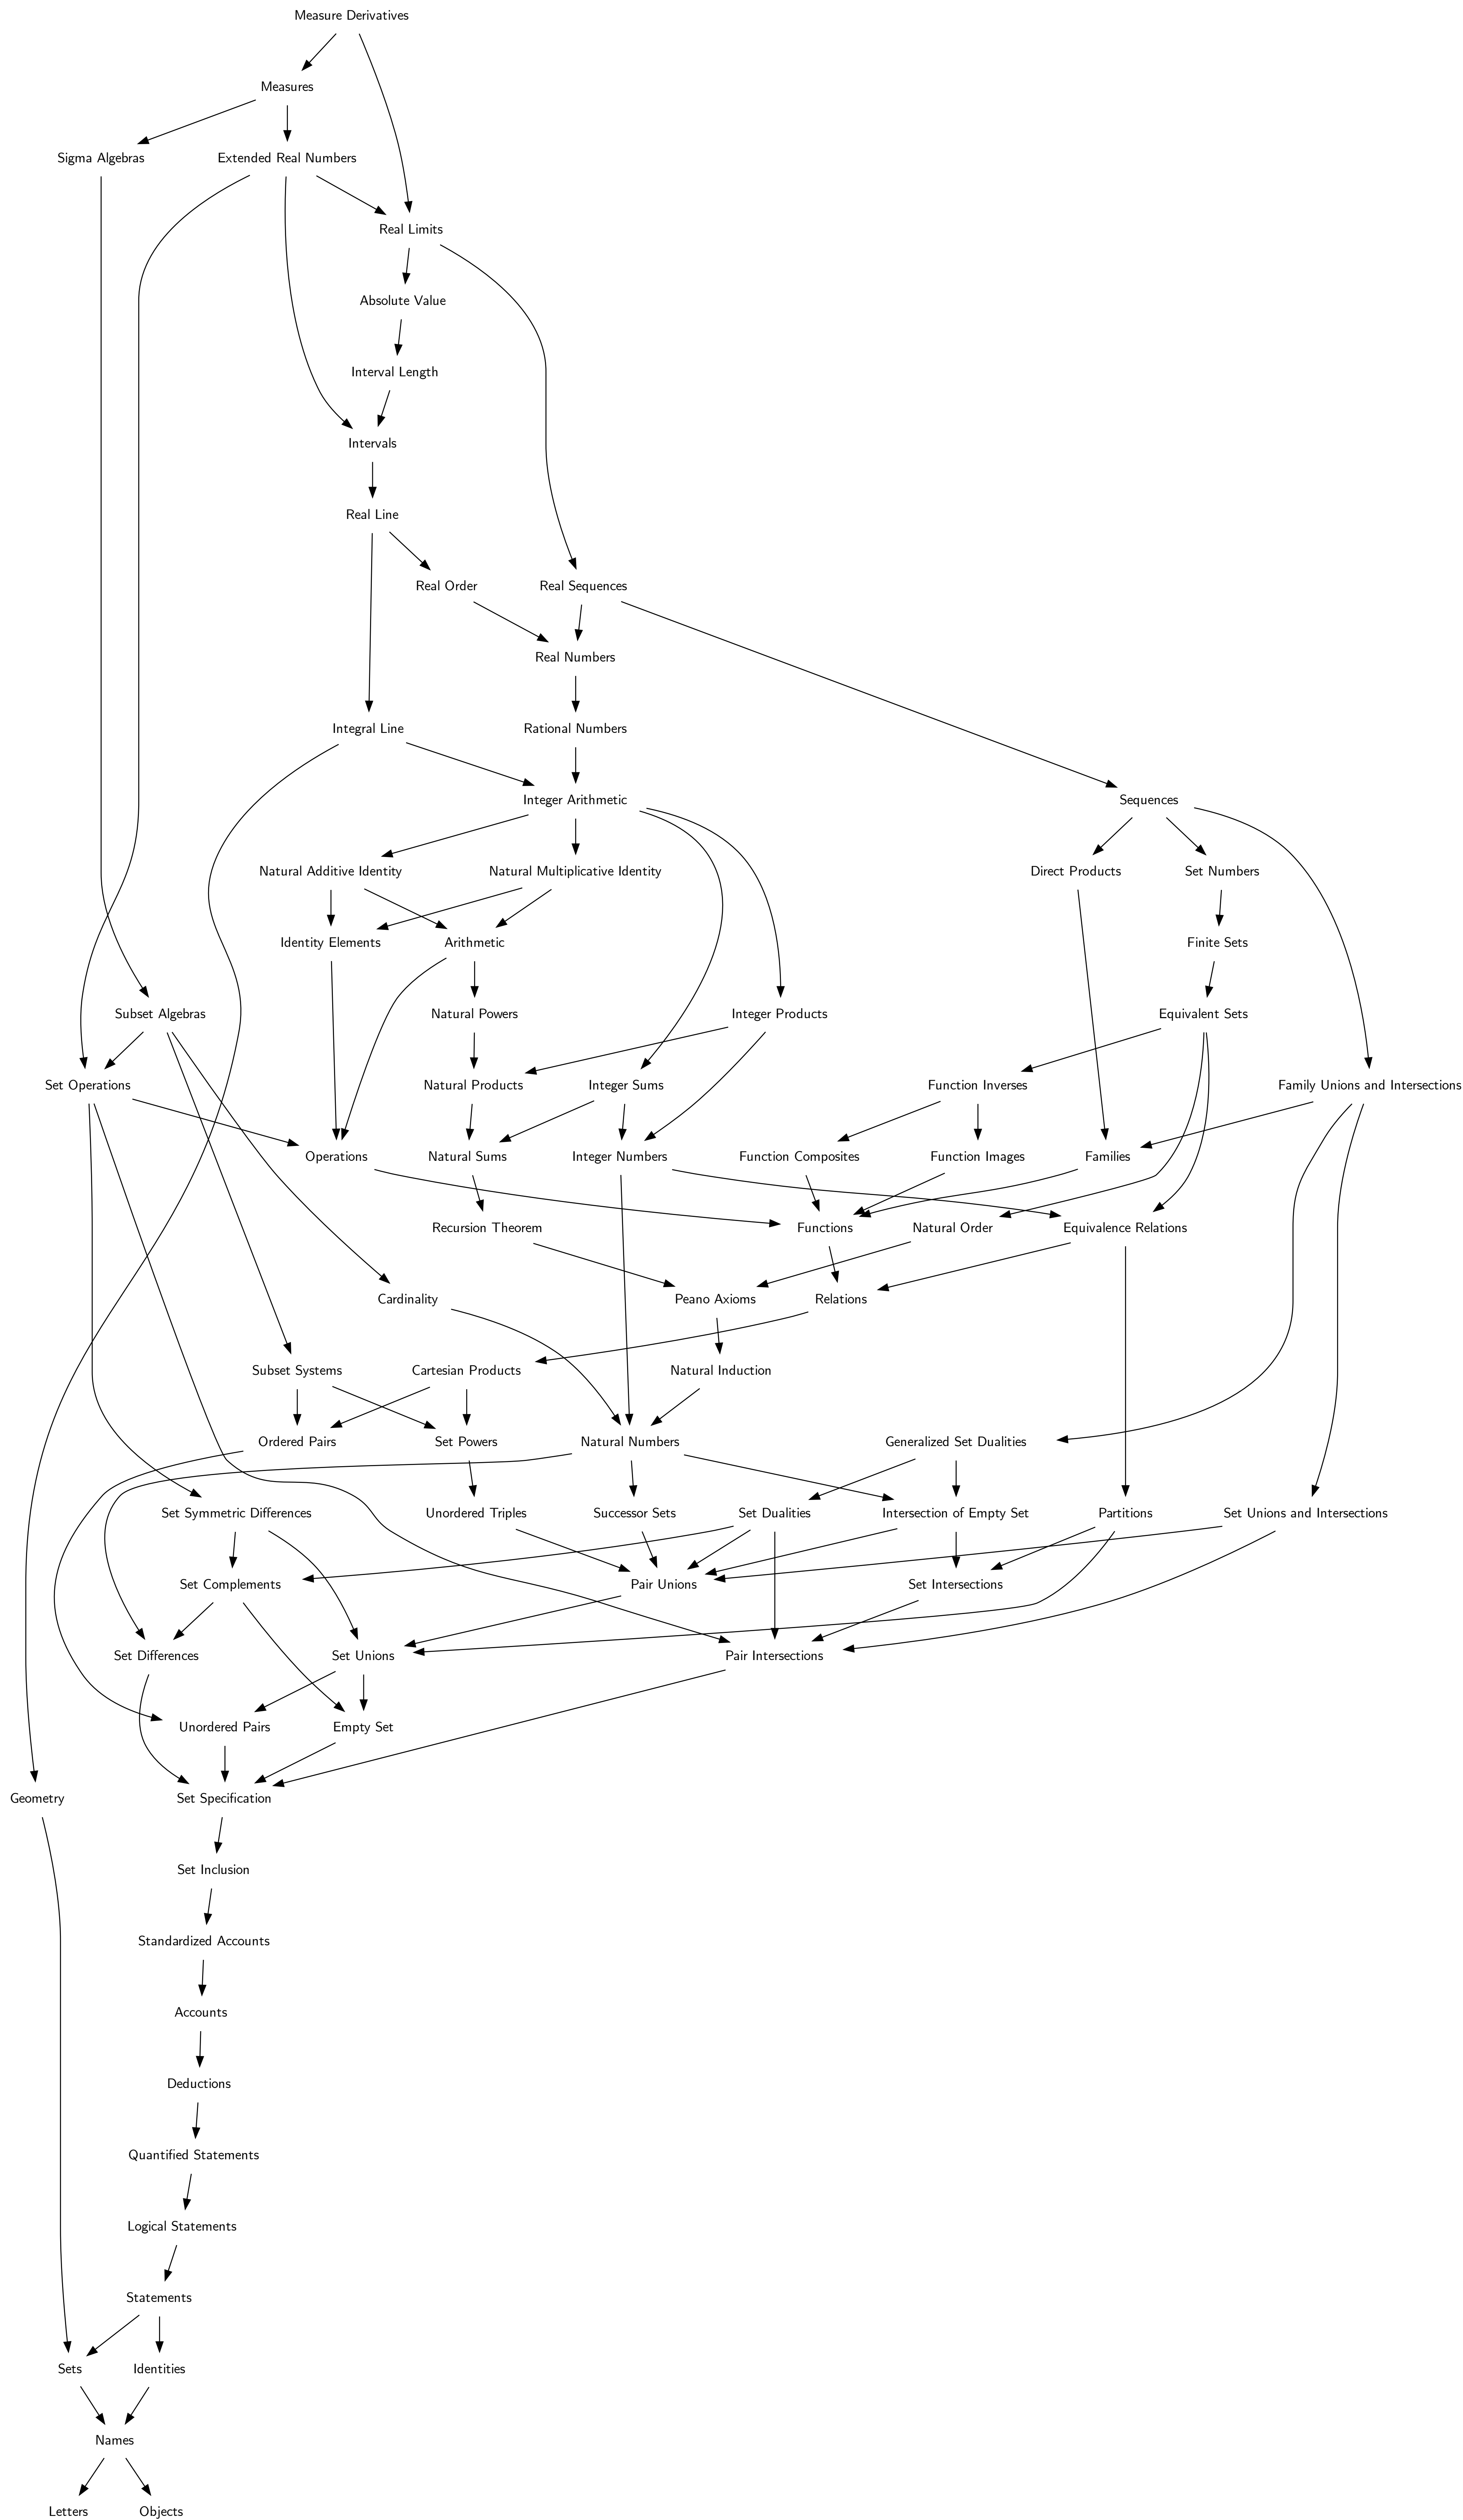 Measure Derivatives
Measures
Sigma Algebras
Extended Real Numbers
Real Limits
Absolute Value
Interval Length
Intervals
Real Line
Real Order
Real Sequences
Real Numbers
Integral Line
Rational Numbers
Integer Arithmetic
Sequences
Natural Additive Identity
Natural Multiplicative Identity
Direct Products
Set Numbers
Identity Elements
Arithmetic
Finite Sets
Subset Algebras
Natural Powers
Integer Products
Equivalent Sets
Set Operations
Natural Products
Integer Sums
Function Inverses
Family Unions and Intersections
Operations
Natural Sums
Integer Numbers
Function Composites
Function Images
Families
Recursion Theorem
Functions
Natural Order
Equivalence Relations
Cardinality
Peano Axioms
Relations
Subset Systems
Cartesian Products
Natural Induction
Ordered Pairs
Set Powers
Natural Numbers
Generalized Set Dualities
Set Symmetric Differences
Unordered Triples
Successor Sets
Set Dualities
Intersection of Empty Set
Partitions
Set Unions and Intersections
Set Complements
Pair Unions
Set Intersections
Set Differences
Set Unions
Pair Intersections
Unordered Pairs
Empty Set
Geometry
Set Specification
Set Inclusion
Standardized Accounts
Accounts
Deductions
Quantified Statements
Logical Statements
Statements
Sets
Identities
Names
Letters
Objects